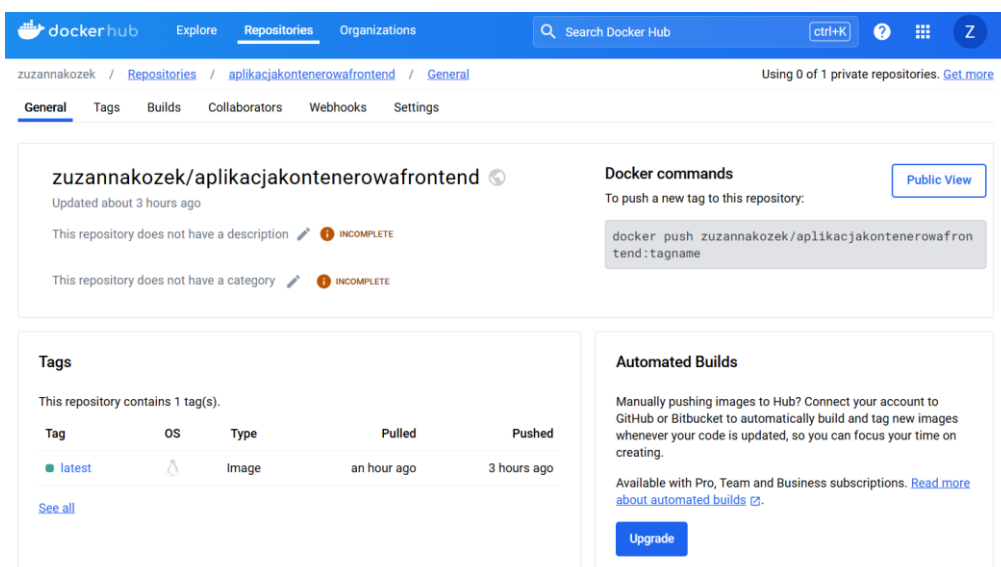 dockerhub Explore Repositories Organizations Search Docker Hub ctrl+K ? Z
zuzannakozek / Repositories / aplikacjakontenerowafrontend / General Using 0 of 1 private repositories. Get more
General Tags Builds Collaborators Webhooks Settings
zuzannakozek/aplikacjakontenerowafrontend
Updated about 3 hours ago
This repository does not have a description INCOMPLETE
This repository does not have a category INCOMPLETE
Docker commands
Public View
To push a new tag to this repository:
docker push zuzannakozek/aplikacjakontenerowafron
tend:tagname
Tags
This repository contains 1 tag(s).
Tag OS Type Pulled Pushed
latest Image an hour ago 3 hours ago
See all
Automated Builds
Manually pushing images to Hub? Connect your account to
GitHub or Bitbucket to automatically build and tag new images
whenever your code is updated, so you can focus your time on
creating.
Available with Pro, Team and Business subscriptions. Read more
about automated builds.
Upgrade